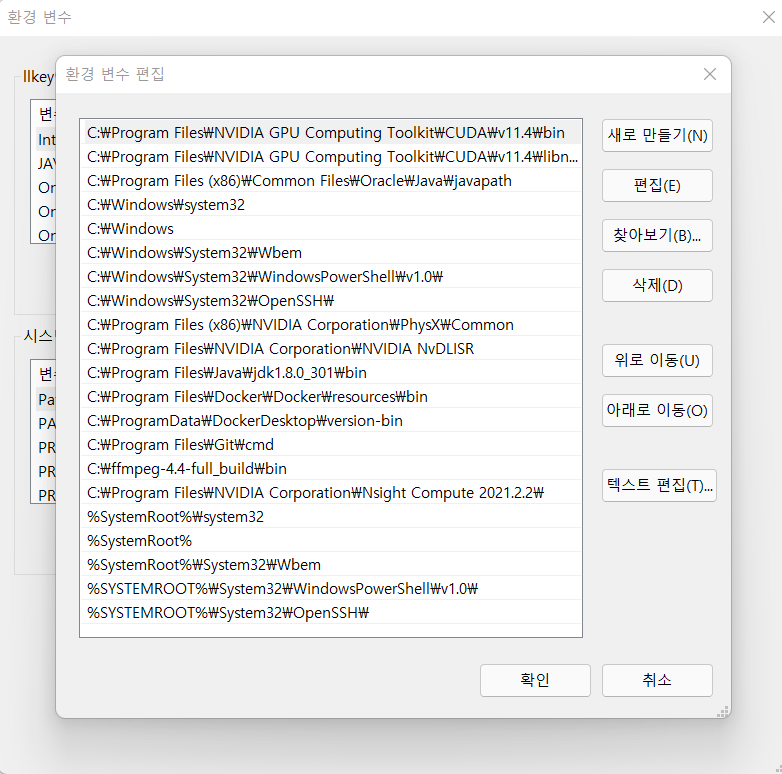 환경 변수
환경 변수 편집
llkey
변수
Int
JAV
On
On
On
시스
변수
Pa
PA
PR
PR
PR
C:₩Program Files₩NVIDIA GPU Computing Toolkit₩CUDA₩v11.4₩bin
C:₩Program Files₩NVIDIA GPU Computing Toolkit₩CUDA₩v11.4₩libn...
C:₩Program Files (x86)₩Common Files₩Oracle₩Java₩javapath
C:₩Windows₩system32
C:₩Windows
C:₩Windows₩System32₩Wbem
C:₩Windows₩System32₩WindowsPowerShell₩v1.0₩
C:₩Windows₩System32₩OpenSSH₩
C:₩Program Files (x86)₩NVIDIA Corporation₩PhysX₩Common
C:₩Program Files₩NVIDIA Corporation₩NVIDIA NvDLISR
C:₩Program Files₩Java₩jdk1.8.0_301₩bin
C:₩Program Files₩Docker₩Docker₩resources₩bin
C:₩ProgramData₩DockerDesktop₩version-bin
C:₩Program Files₩Git₩cmd
C:₩ffmpeg-4.4-full_build₩bin
C:₩Program Files₩NVIDIA Corporation₩Nsight Compute 2021.2.2₩
%SystemRoot%₩system32
%SystemRoot%
%SystemRoot%₩System32₩Wbem
%SYSTEMROOT%₩System32₩WindowsPowerShell₩v1.0₩
%SYSTEMROOT%₩System32₩OpenSSH₩
새로 만들기(N)
편집(E)
찾아보기(B)...
삭제(D)
위로 이동(U)
아래로 이동(O)
텍스트 편집(T)...
확인
취소